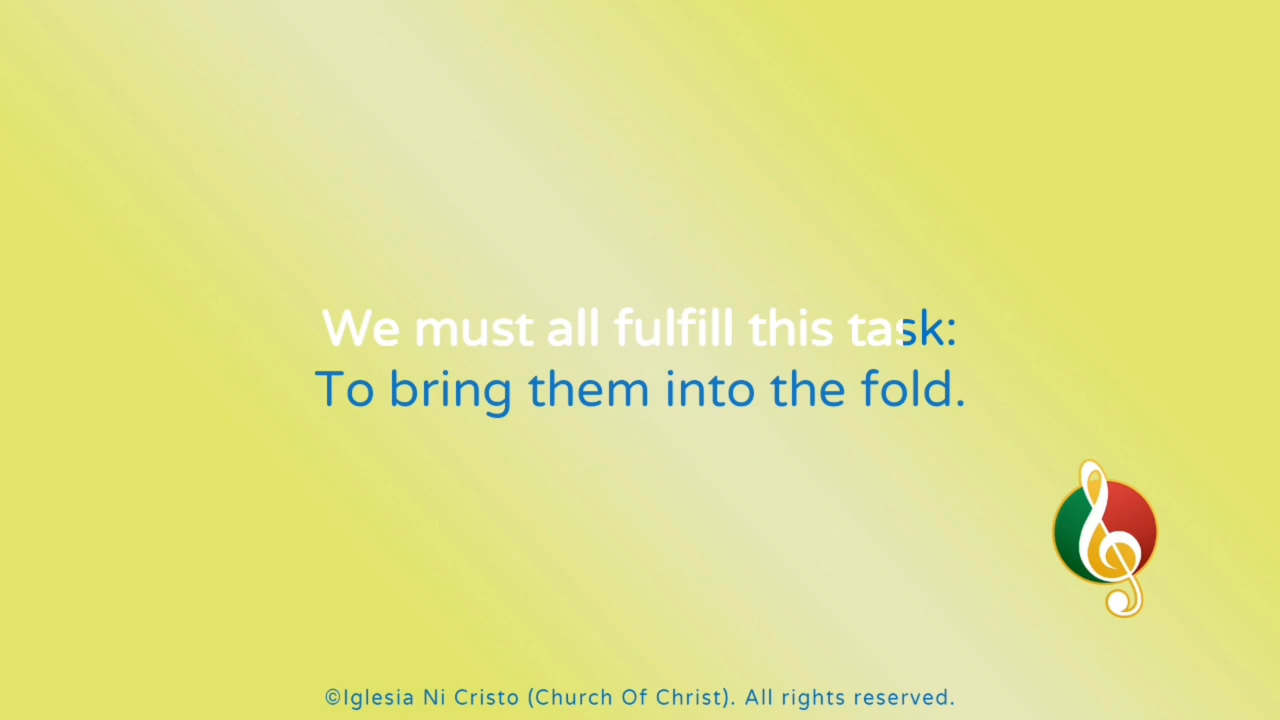 We must all fulfill this task:
To bring them into the fold.
©Iglesia Ni Cristo (Church Of Christ). All rights reserved.